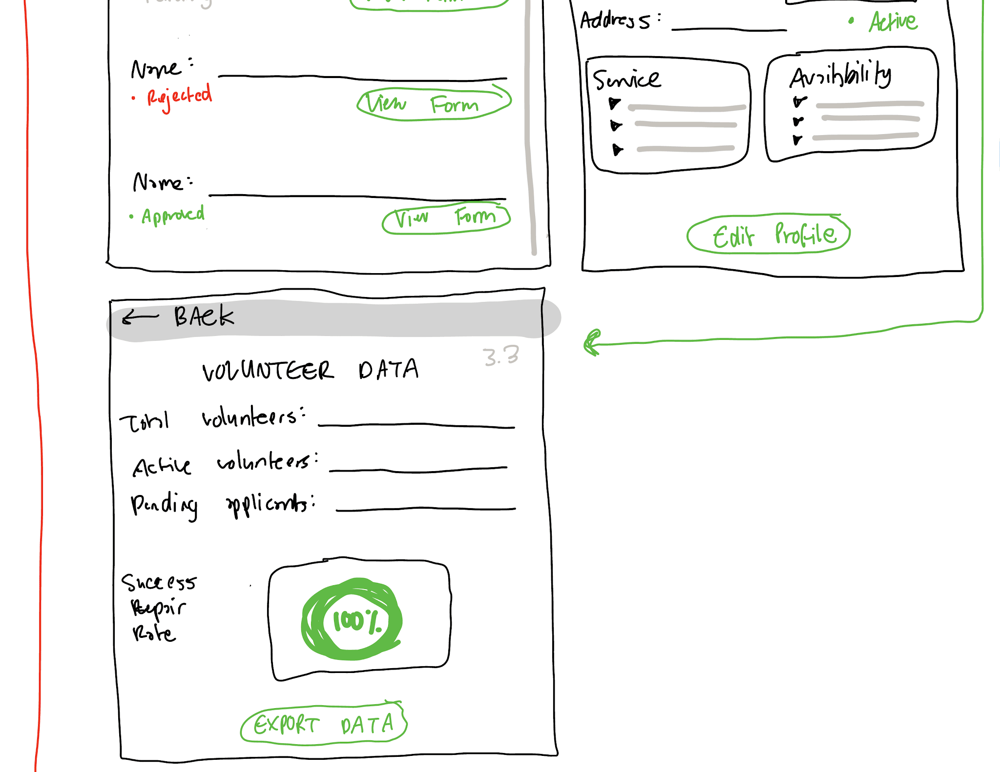 Pending
Name:
• Rejected
View Form
Name:
• Approved
View Form
Address:
• Active
Service
Availability
Edit Profile
← BACK
3.3
VOLUNTEER DATA
Total volunteers:
Active volunteers:
Pending applicants:
Success
Repair
Rate
100%
EXPORT DATA